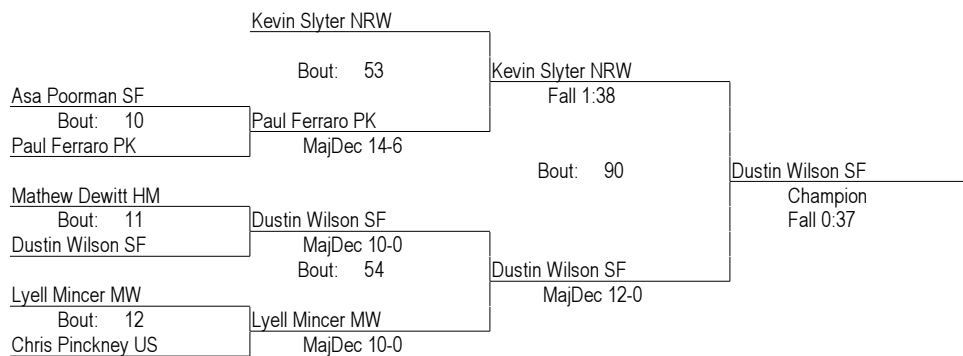 Kevin Slyter NRW
Bout: 53
Kevin Slyter NRW
Asa Poorman SF
Fall 1:38
Bout: 10
Paul Ferraro PK
Paul Ferraro PK
MajDec 14-6
Bout: 90
Dustin Wilson SF
Mathew Dewitt HM
Champion
Bout: 11
Dustin Wilson SF
Fall 0:37
Dustin Wilson SF
MajDec 10-0
Bout: 54
Dustin Wilson SF
Lyell Mincer MW
MajDec 12-0
Bout: 12
Lyell Mincer MW
Chris Pinckney US
MajDec 10-0